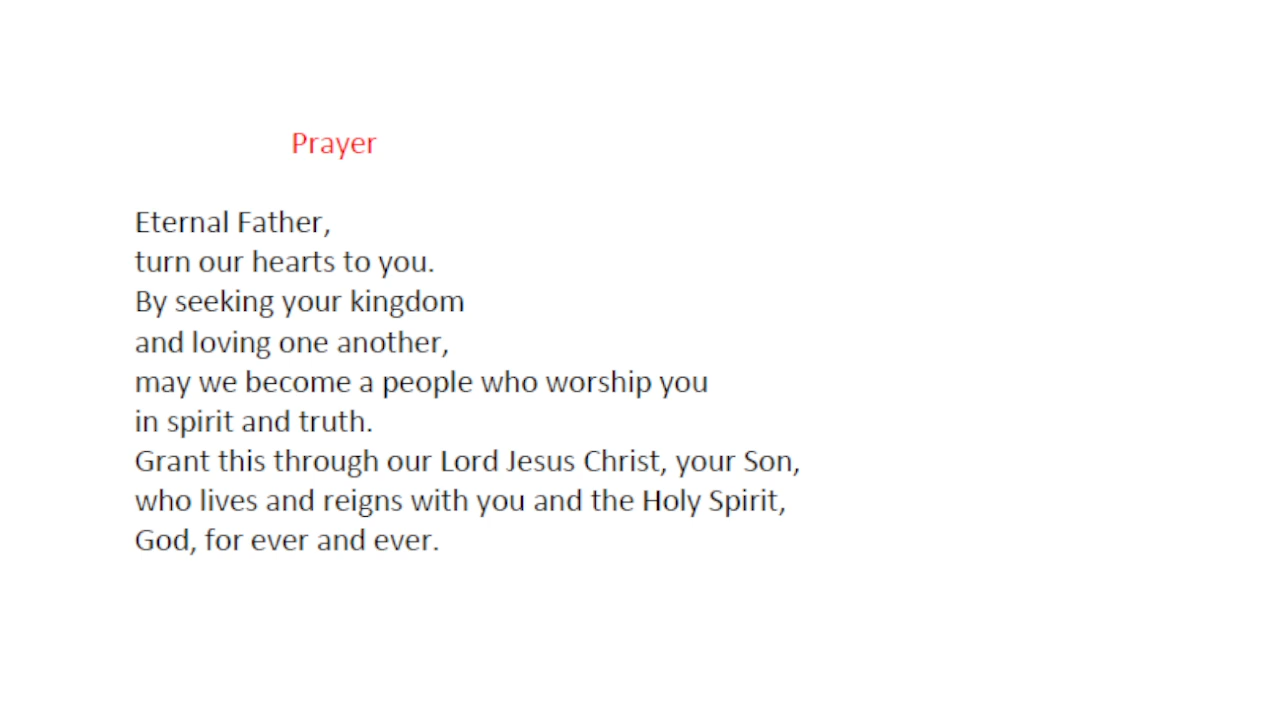 Prayer
Eternal Father,
turn our hearts to you.
By seeking your kingdom
and loving one another,
may we become a people who worship you
in spirit and truth.
Grant this through our Lord Jesus Christ, your Son,
who lives and reigns with you and the Holy Spirit,
God, for ever and ever.